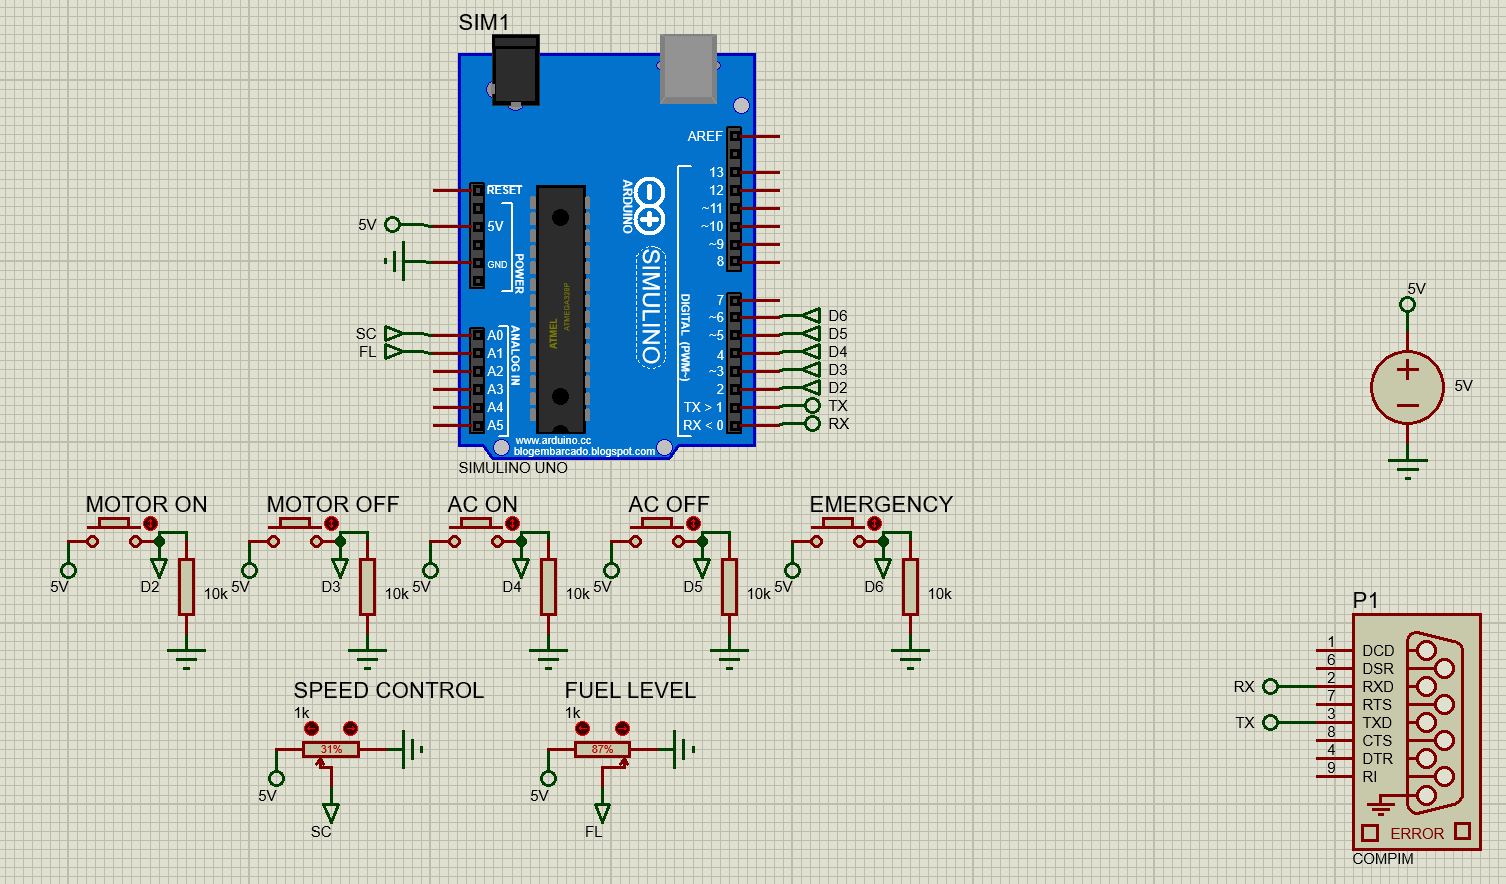 SIM1
AREF
13
12
~11
~10
~9
8
RESET
5V
5V
GND
POWER
ARDUINO
SIMULINO
DIGITAL (PWM~)
ATMEL
ATMEGA328P
7
~6 D6
~5 D5
4 D4
~3 D3
2 D2
TX > 1 TX
RX < 0 RX
SC A0
FL A1
A2
A3
A4
A5
ANALOG IN
www.arduino.cc
blogembarcado.blogspot.com
SIMULINO UNO
5V
5V
MOTOR ON
5V
D2
10k
MOTOR OFF
5V
D3
10k
AC ON
5V
D4
10k
AC OFF
5V
D5
10k
EMERGENCY
5V
D6
10k
SPEED CONTROL
1k
31%
5V
SC
FUEL LEVEL
1k
87%
5V
FL
P1
1 DCD
6 DSR
RX 2 RXD
7 RTS
TX 3 TXD
8 CTS
4 DTR
9 RI
ERROR
COMPIM